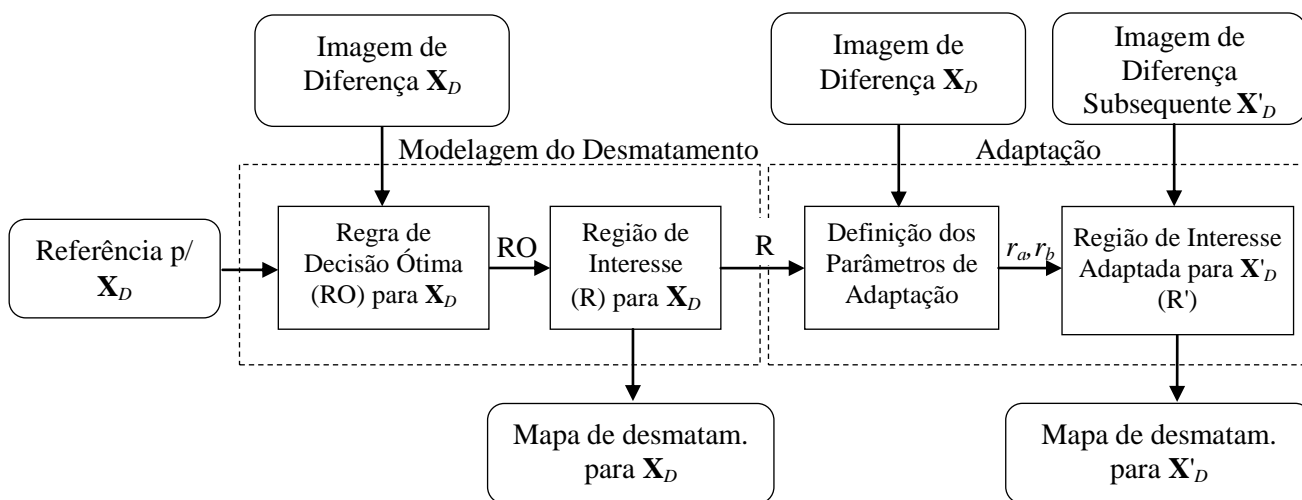 Imagem de
Diferença X_D
Imagem de
Diferença X_D
Imagem de
Diferença
Subsequente X'_D
Modelagem do Desmatamento
Adaptação
Referência p/
X_D
Regra de
Decisão Ótima
(RO) para X_D
RO
Região de
Interesse
(R) para X_D
R
Definição dos
Parâmetros de
Adaptação
r_a,r_b
Região de Interesse
Adaptada para X'_D
(R')
Mapa de desmatam.
para X_D
Mapa de desmatam.
para X'_D